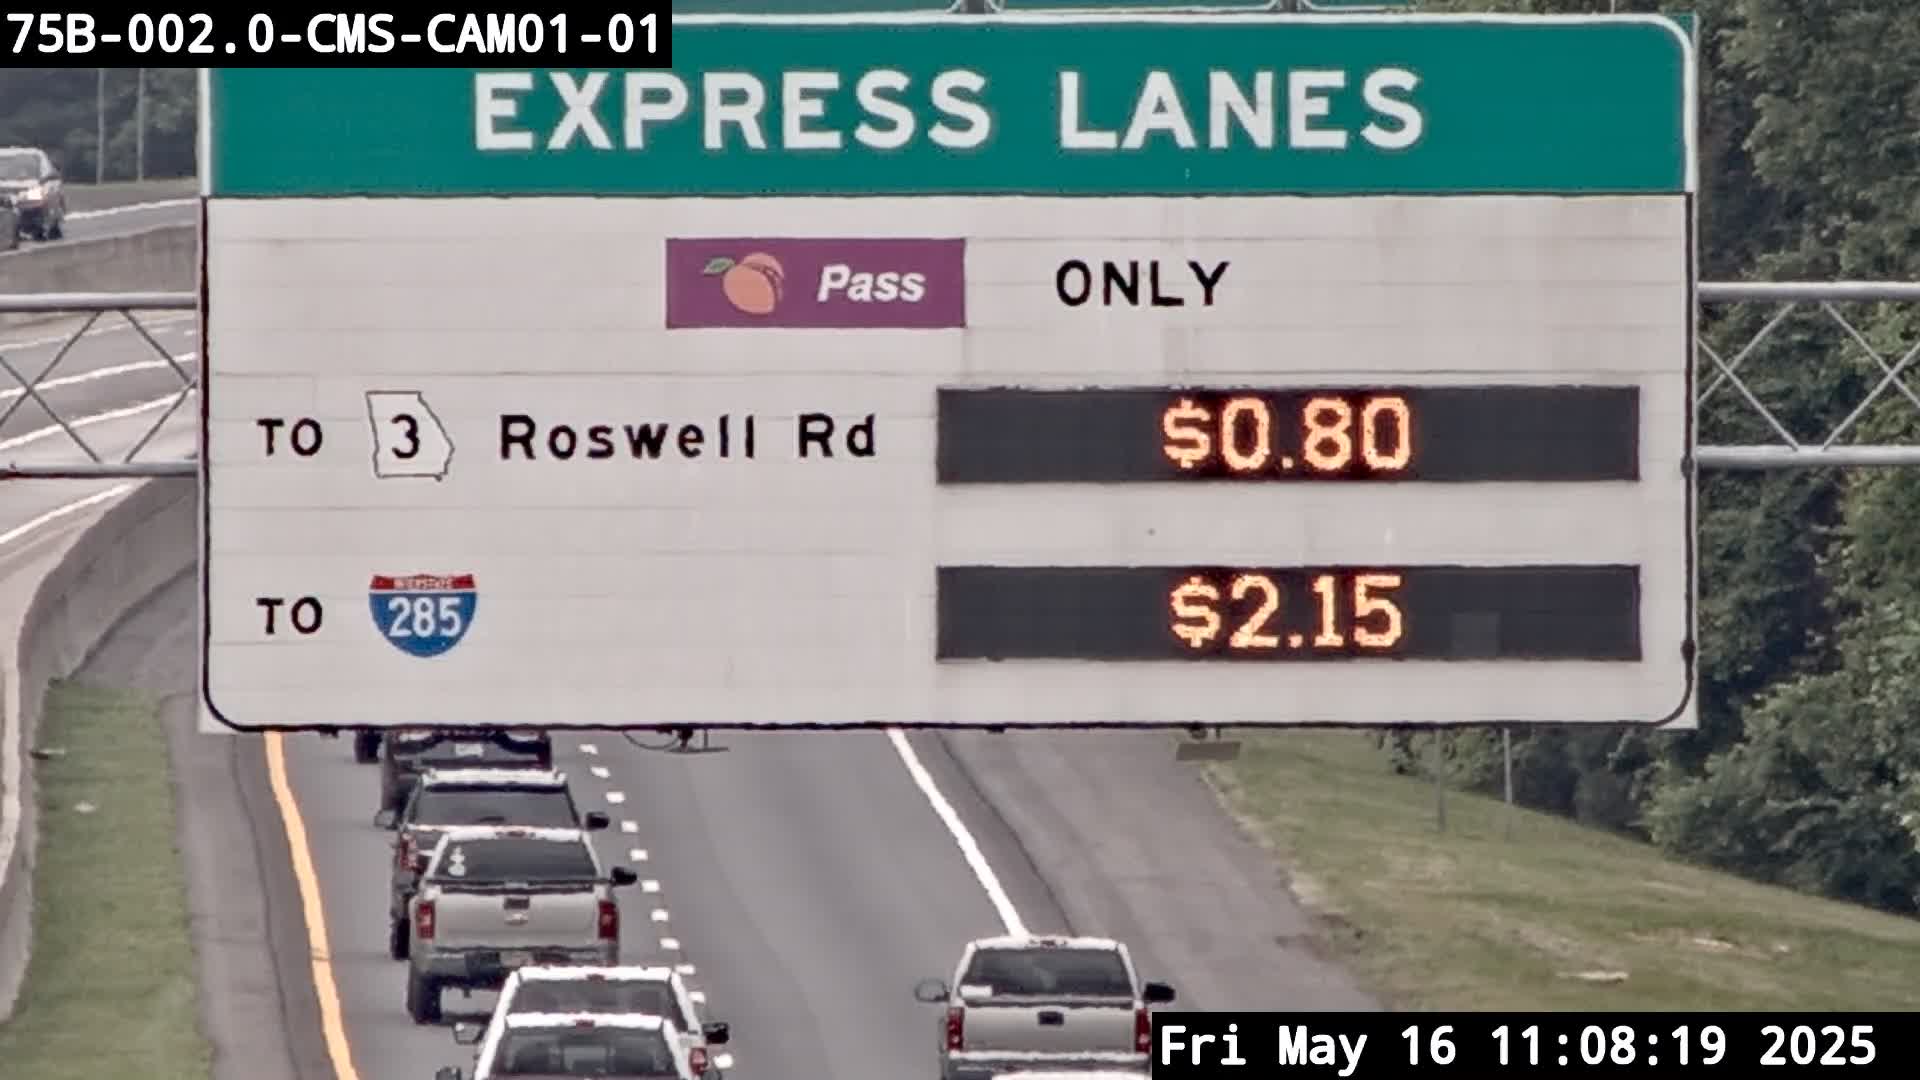 75B-002.0-CMS-CAM01-01
EXPRESS LANES
Pass ONLY
TO 3 Roswell Rd $0.80
INTERSTATE
TO 285 $2.15
Fri May 16 11:08:19 2025